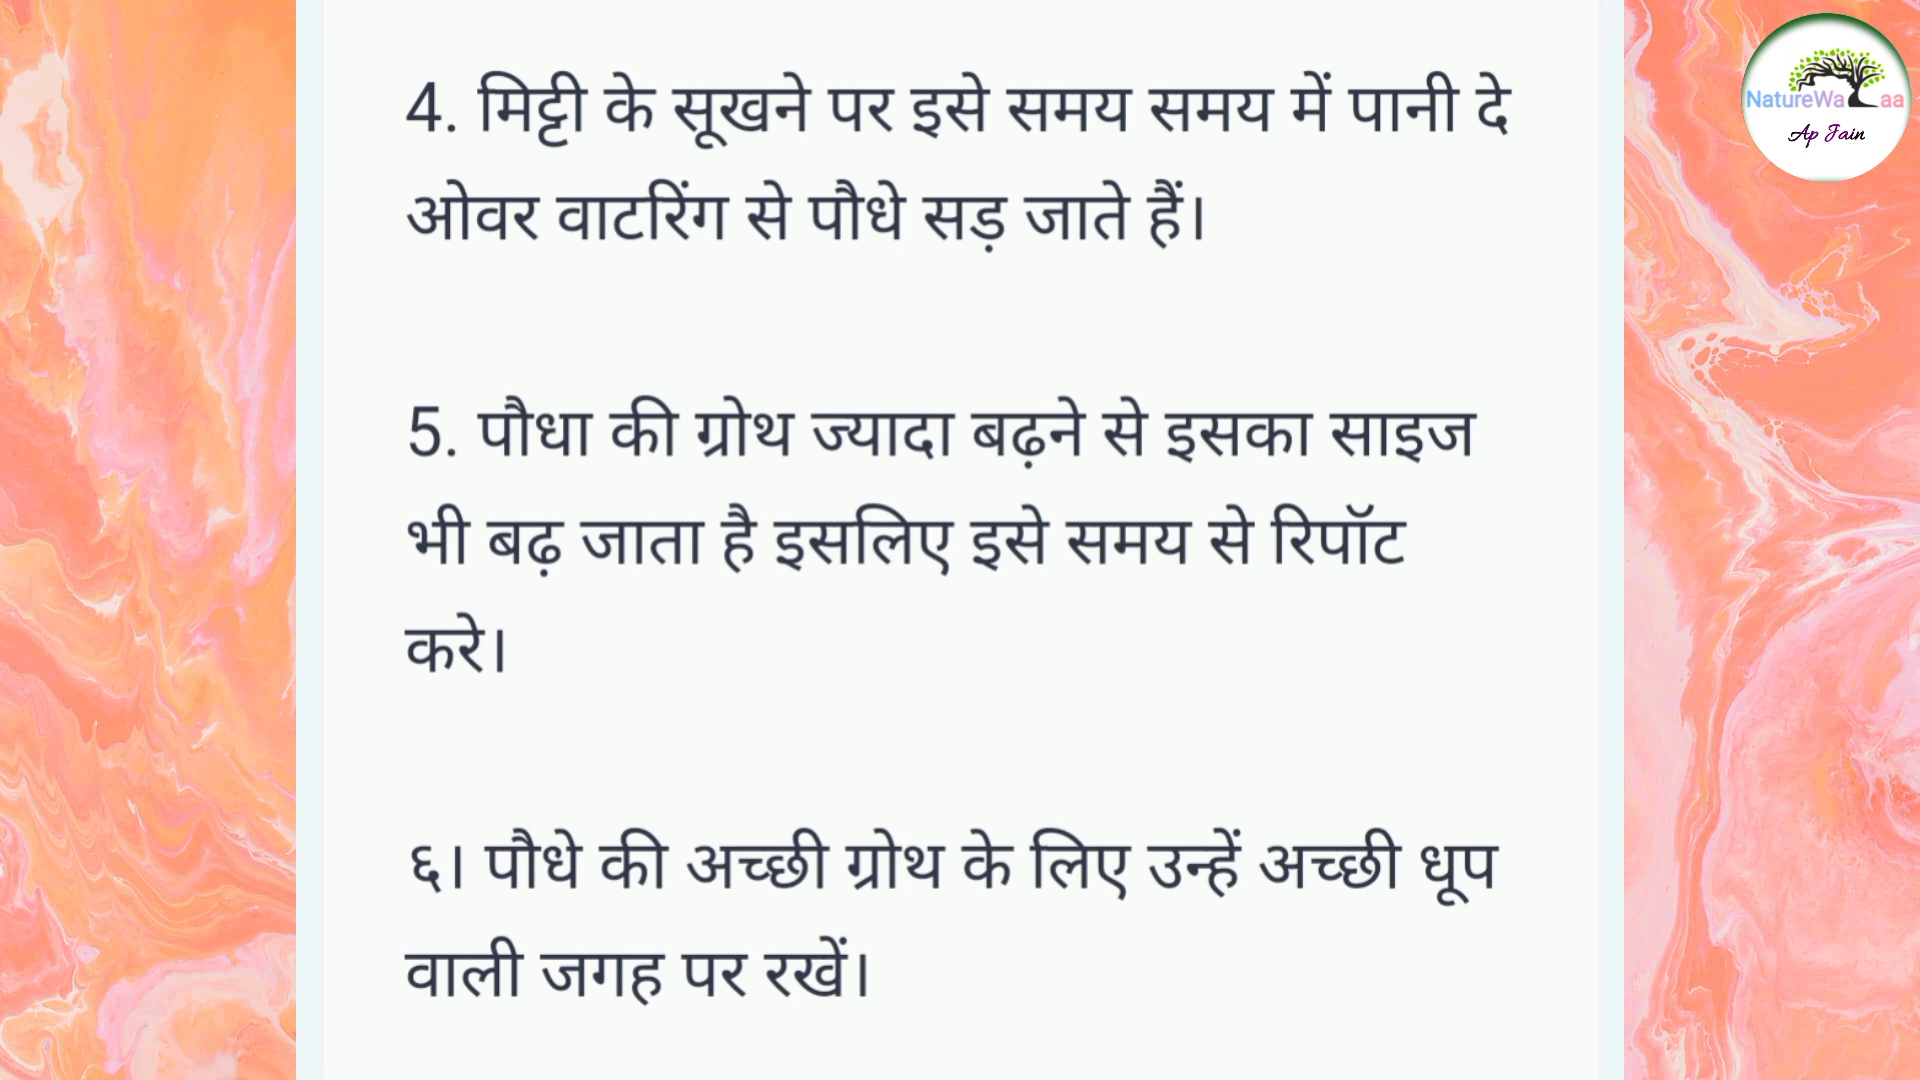 4. मिट्टी के सूखने पर इसे समय समय में पानी दे
ओवर वाटरिंग से पौधे सड़ जाते हैं।
5. पौधा की ग्रोथ ज्यादा बढ़ने से इसका साइज
भी बढ़ जाता है इसलिए इसे समय से रिपॉट
करे।
६। पौधे की अच्छी ग्रोथ के लिए उन्हें अच्छी धूप
वाली जगह पर रखें।
NatureWa aa
Ap Jain